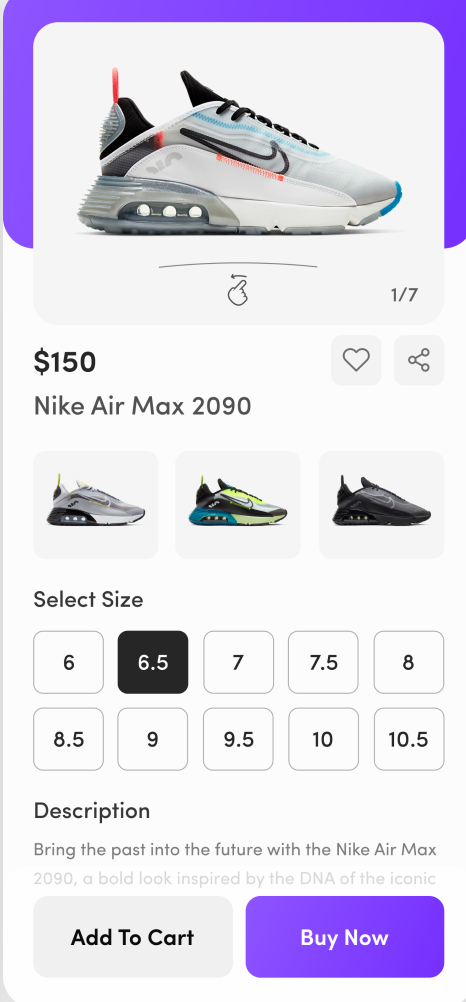 1/7
$150
Nike Air Max 2090
Select Size
6 6.5 7 7.5 8
8.5 9 9.5 10 10.5
Description
Bring the past into the future with the Nike Air Max
2090, a bold look inspired by the DNA of the iconic
Add To Cart Buy Now